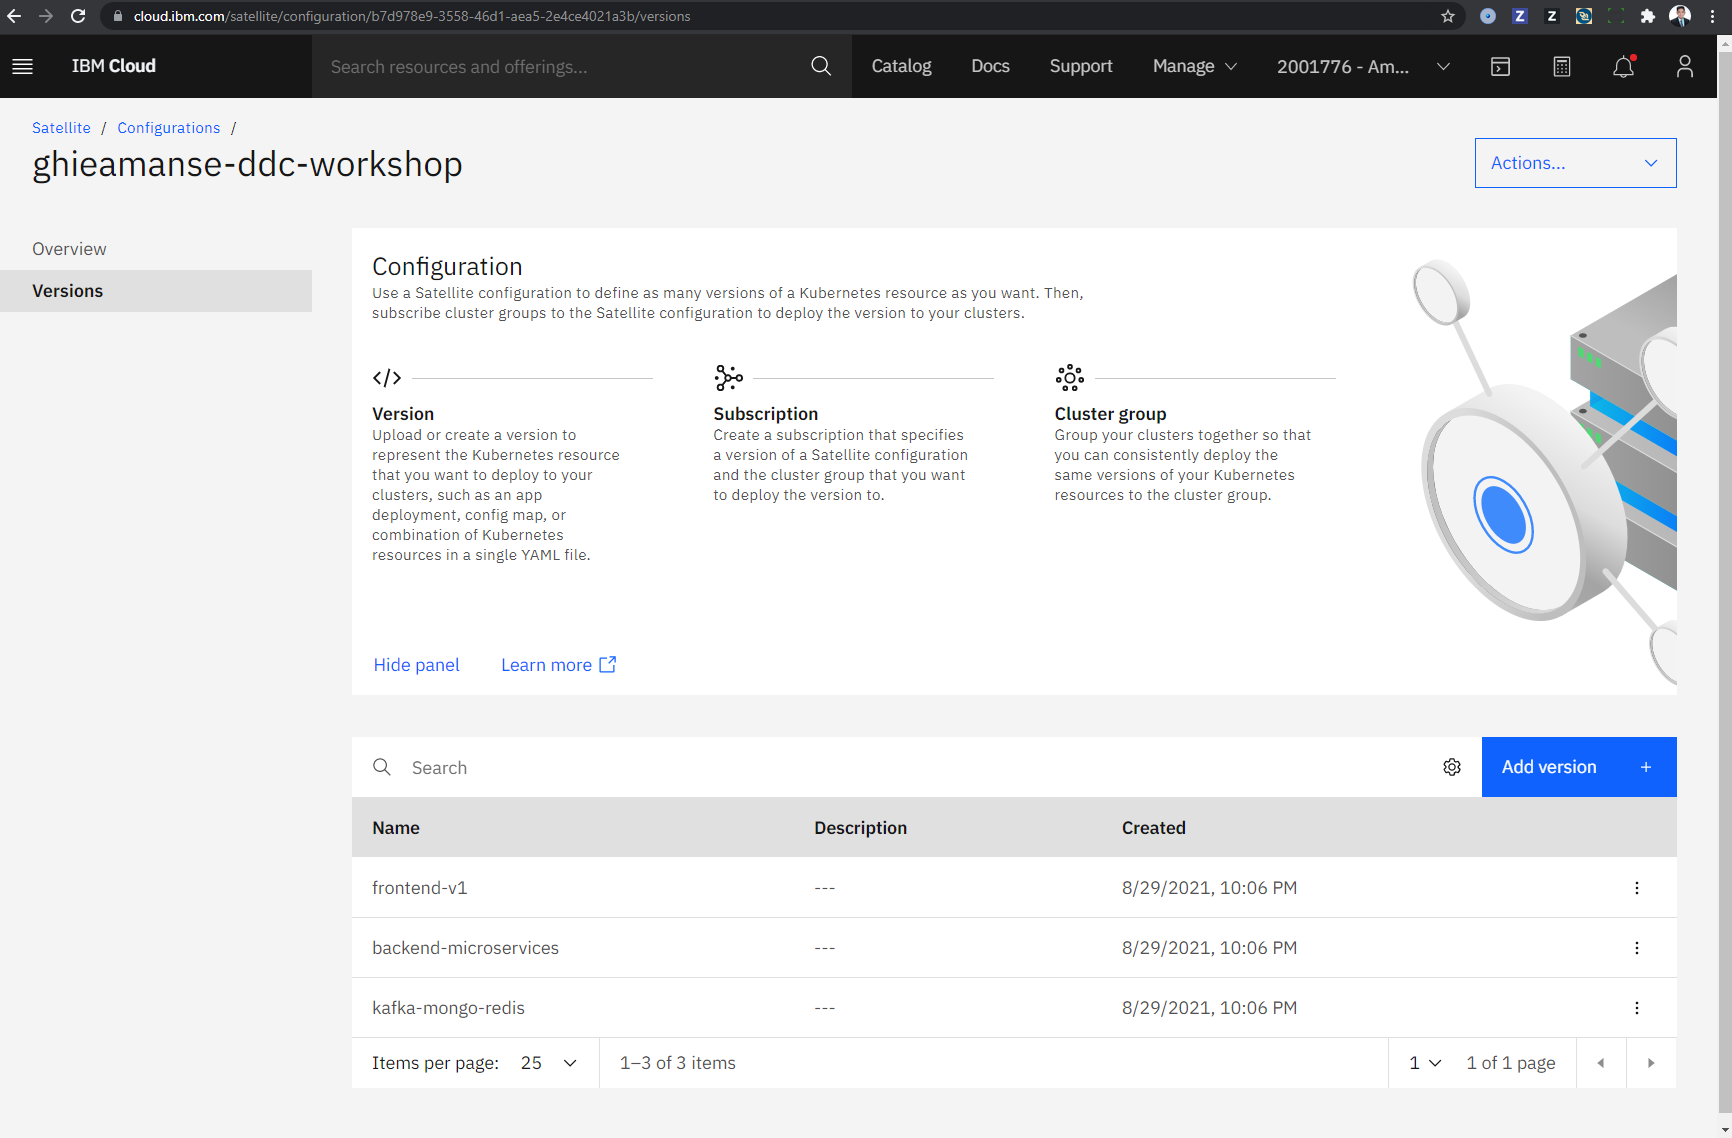 cloud.ibm.com/satellite/configuration/b7d978e9-3558-46d1-aea5-2e4ce4021a3b/versions
Z
Z
IBM Cloud
Search resources and offerings...
Catalog
Docs
Support
Manage
2001776 - Am...
Satellite / Configurations /
ghieamanse-ddc-workshop
Actions...
Overview
Versions
Configuration
Use a Satellite configuration to define as many versions of a Kubernetes resource as you want. Then,
subscribe cluster groups to the Satellite configuration to deploy the version to your clusters.
Version
Upload or create a version to
represent the Kubernetes resource
that you want to deploy to your
clusters, such as an app
deployment, config map, or
combination of Kubernetes
resources in a single YAML file.
Subscription
Create a subscription that specifies
a version of a Satellite configuration
and the cluster group that you want
to deploy the version to.
Cluster group
Group your clusters together so that
you can consistently deploy the
same versions of your Kubernetes
resources to the cluster group.
Hide panel
Learn more
Search
Add version +
Name Description Created
frontend-v1 --- 8/29/2021, 10:06 PM
backend-microservices --- 8/29/2021, 10:06 PM
kafka-mongo-redis --- 8/29/2021, 10:06 PM
Items per page: 25
1–3 of 3 items
1
1 of 1 page